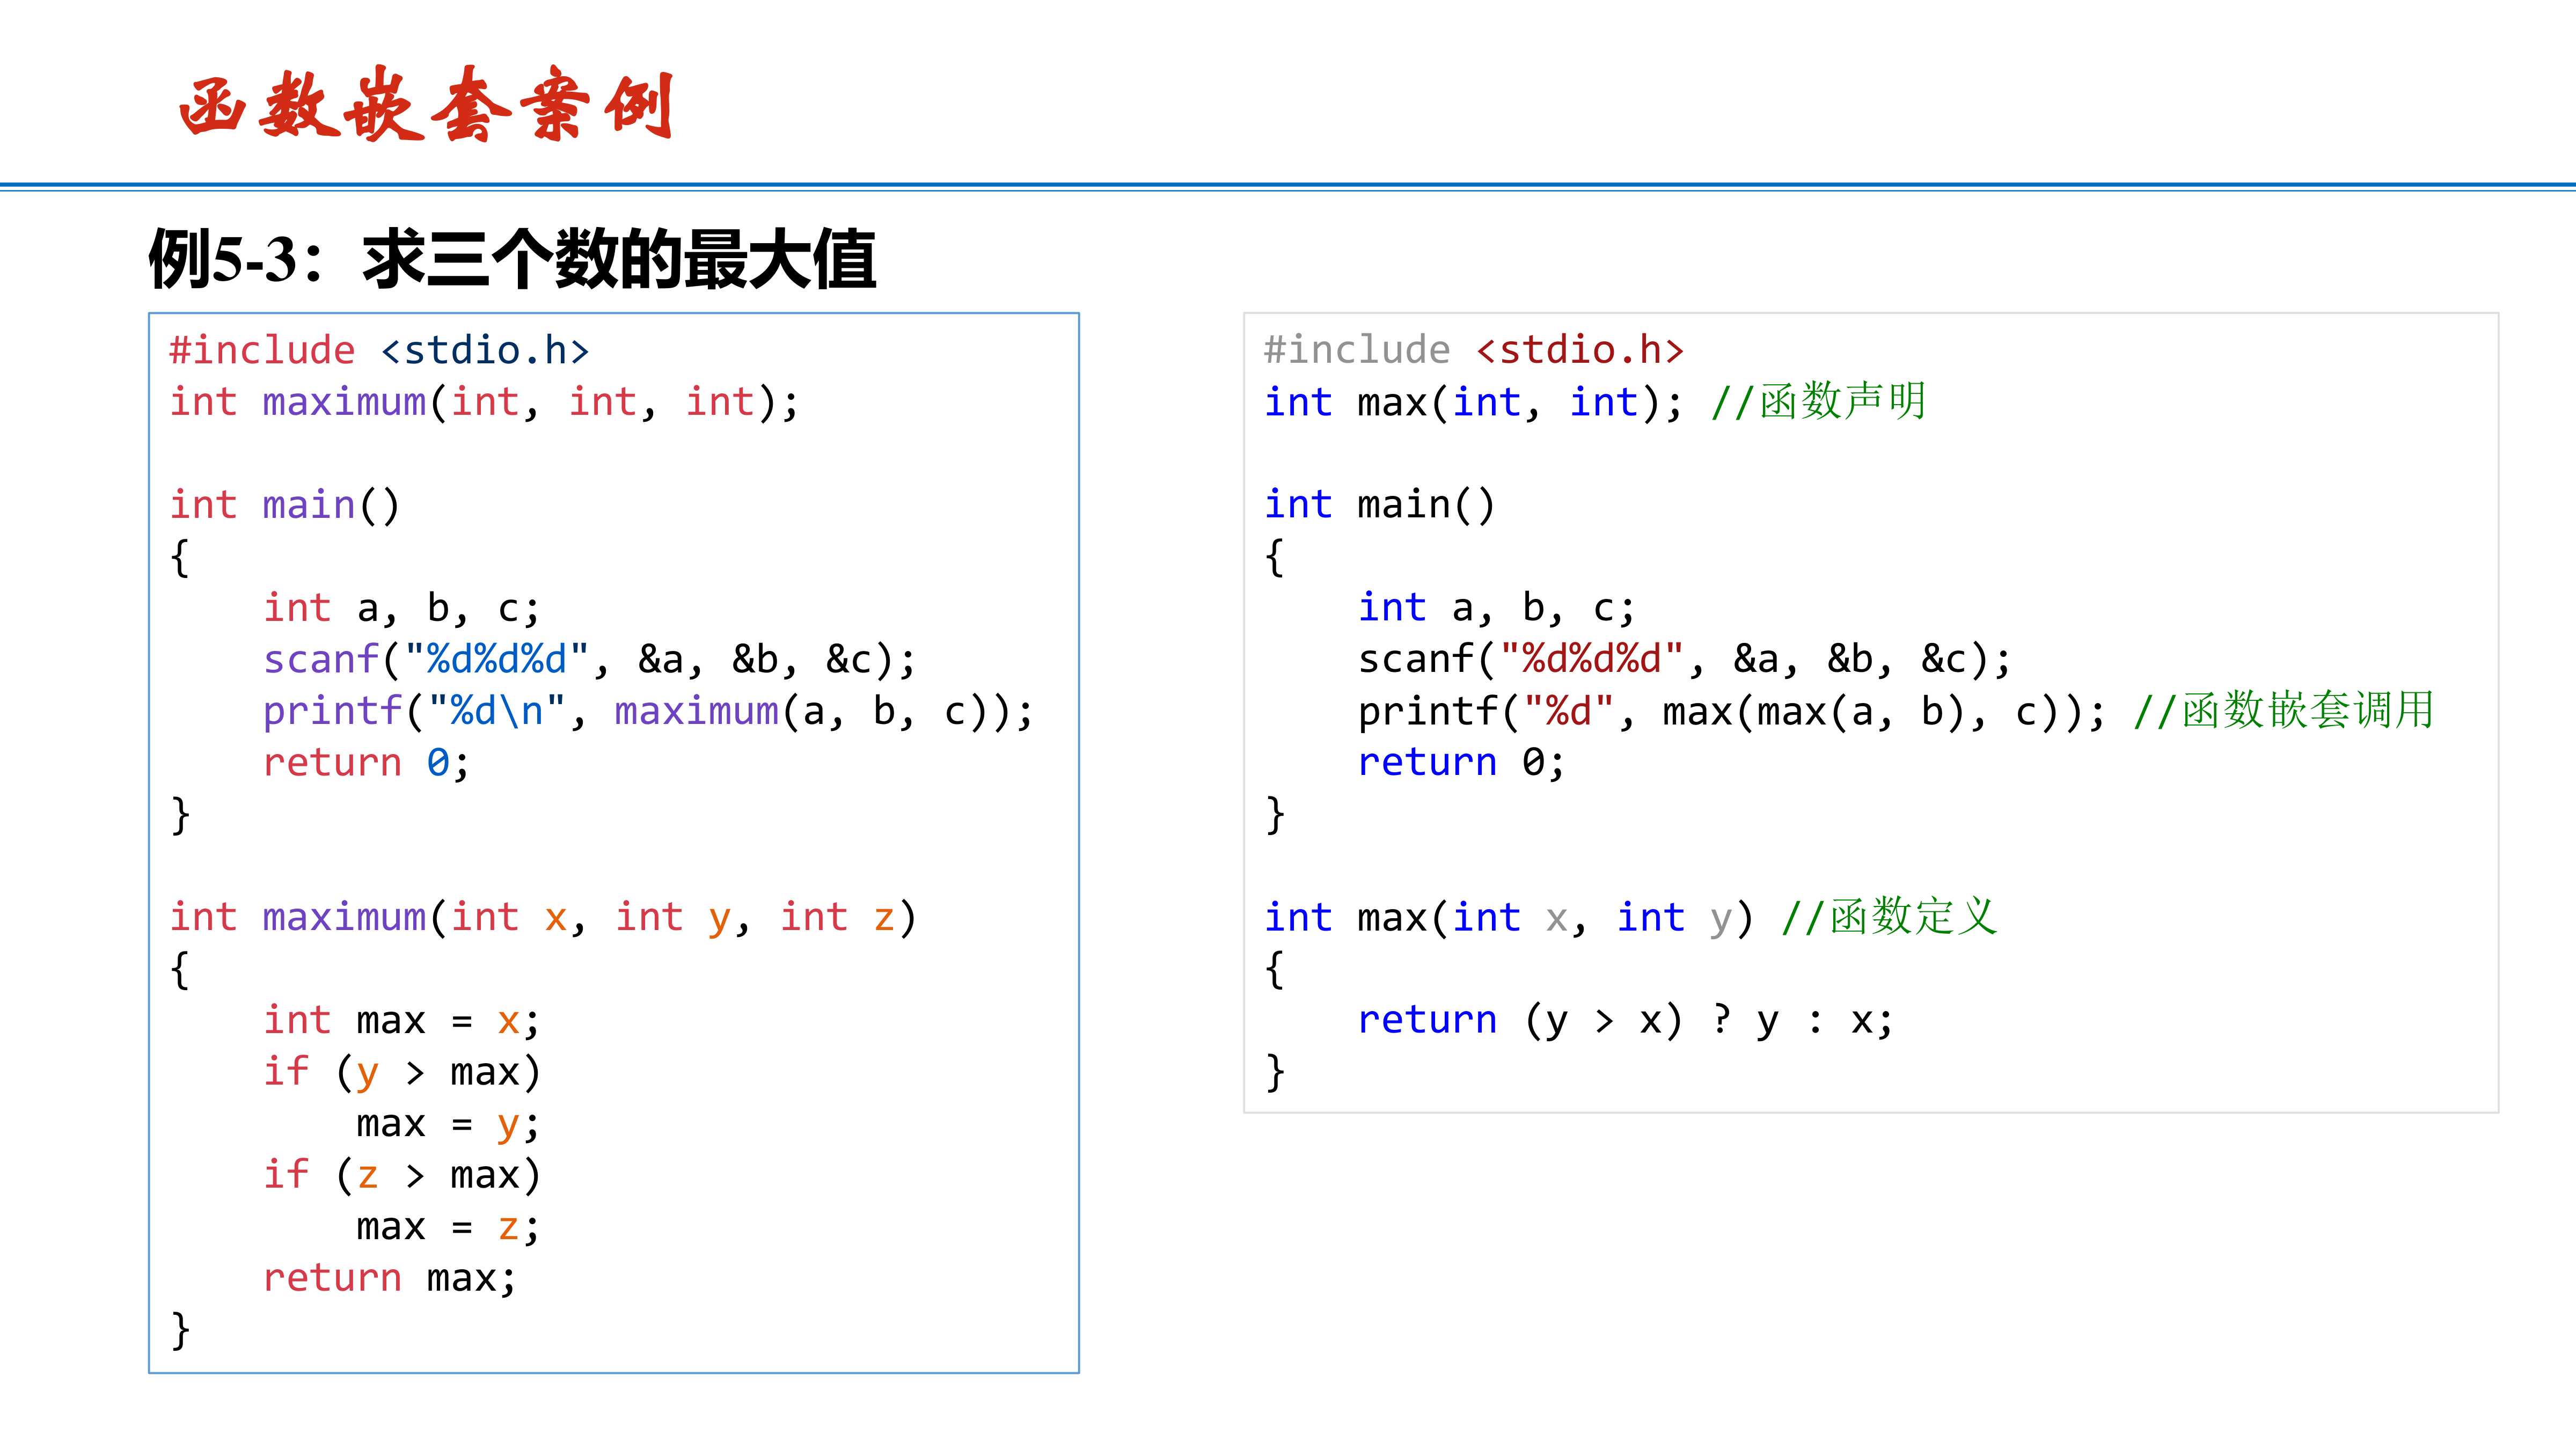 函数嵌套案例
例5-3：求三个数的最大值
#include <stdio.h>
int maximum(int, int, int);
int main()
{
    int a, b, c;
    scanf("%d%d%d", &a, &b, &c);
    printf("%d\n", maximum(a, b, c));
    return 0;
}
int maximum(int x, int y, int z)
{
    int max = x;
    if (y > max)
        max = y;
    if (z > max)
        max = z;
    return max;
}
#include <stdio.h>
int max(int, int); //函数声明
int main()
{
    int a, b, c;
    scanf("%d%d%d", &a, &b, &c);
    printf("%d", max(max(a, b), c)); //函数嵌套调用
    return 0;
}
int max(int x, int y) //函数定义
{
    return (y > x) ? y : x;
}